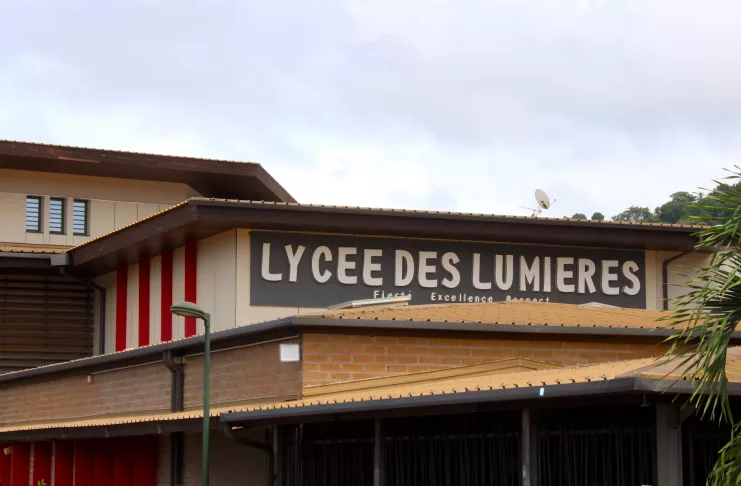 LYCEE DES LUMIERES
Fierté Excellence Respect